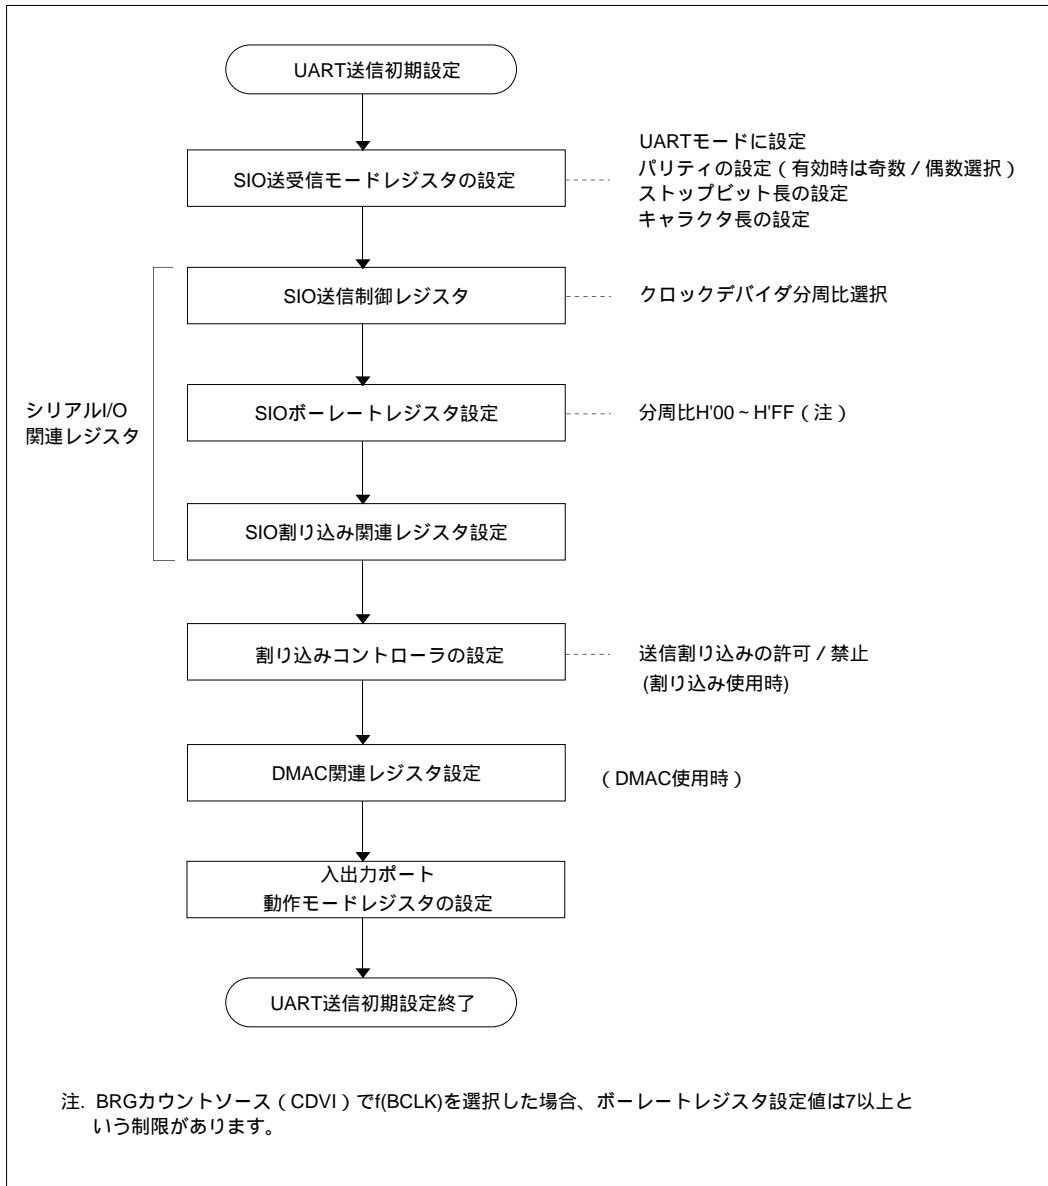 UART送信初期設定
SIO送受信モードレジスタの設定
UARTモードに設定
パリティの設定（有効時は奇数 / 偶数選択）
ストップビット長の設定
キャラクタ長の設定
シリアルI/O
関連レジスタ
SIO送信制御レジスタ
クロックデバイダ分周比選択
SIOボーレートレジスタ設定
分周比H'00 ~ H'FF（注）
SIO割り込み関連レジスタ設定
割り込みコントローラの設定
送信割り込みの許可 / 禁止
(割り込み使用時)
DMAC関連レジスタ設定
（DMAC使用時）
入出力ポート
動作モードレジスタの設定
UART送信初期設定終了
注. BRGカウントソース（CDVI）でf(BCLK)を選択した場合、ボーレートレジスタ設定値は7以上と
いう制限があります。